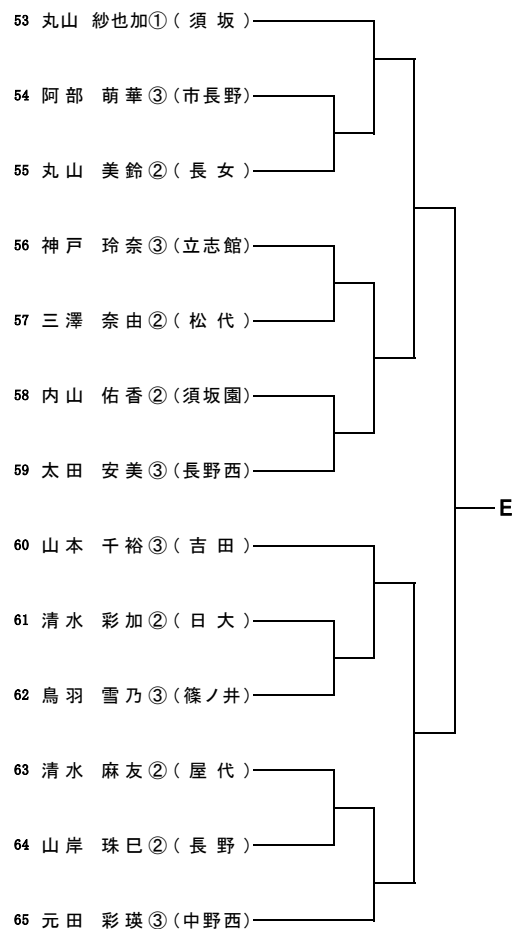 53 丸山 紗也加①(須坂)
54 阿部 萌華③(市長野)
55 丸山 美鈴②(長女)
56 神戸 玲奈③(立志館)
57 三澤 奈由②(松代)
58 内山 佑香②(須坂園)
59 太田 安美③(長野西)
E
60 山本 千裕③(吉田)
61 清水 彩加②(日大)
62 鳥羽 雪乃③(篠ノ井)
63 清水 麻友②(屋代)
64 山岸 珠巳②(長野)
65 元田 彩瑛③(中野西)